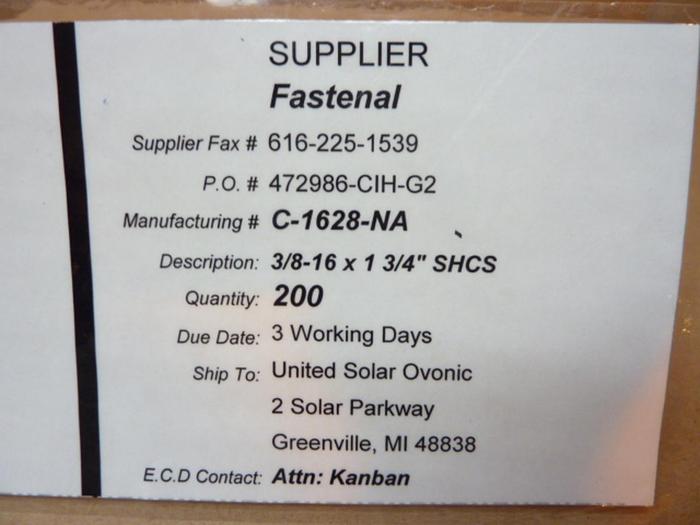 SUPPLIER
Fastenal
Supplier Fax # 616-225-1539
P.O. # 472986-CIH-G2
Manufacturing # C-1628-NA
Description: 3/8-16 x 1 3/4" SHCS
Quantity: 200
Due Date: 3 Working Days
Ship To: United Solar Ovonic
2 Solar Parkway
Greenville, MI 48838
E.C.D Contact: Attn: Kanban